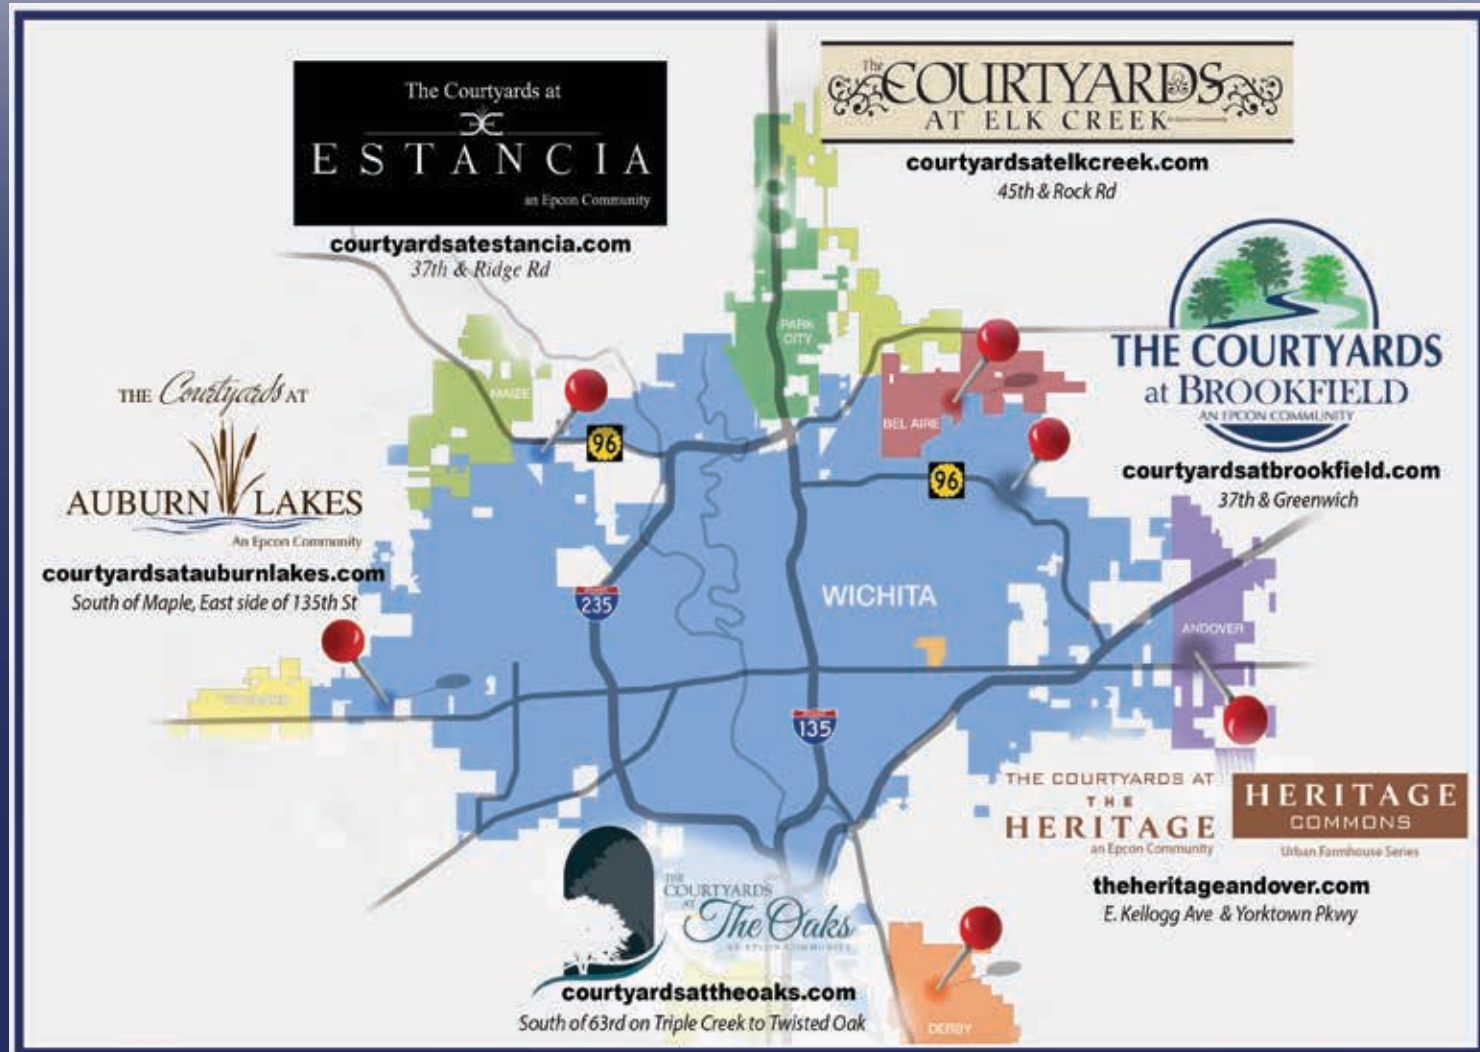 The Courtyards at
ESTANCIA
an Epcon Community
courtyardsatestancia.com
37th & Ridge Rd
The
COURTYARDS
AT ELK CREEK
courtyardsatelkcreek.com
45th & Rock Rd
THE COURTYARDS
at BROOKFIELD
AN EPCON COMMUNITY
courtyardsatbrookfield.com
37th & Greenwich
THE Courtyards AT
AUBURN LAKES
An Epcon Community
courtyardsatauburnlakes.com
South of Maple, East side of 135th St
PARK
CITY
MAIZE
BEL AIRE
96
96
235
WICHITA
ANDOVER
135
THE COURTYARDS AT
THE
HERITAGE
an Epcon Community
HERITAGE
COMMONS
Urban Farmhouse Series
theheritageandover.com
E. Kellogg Ave & Yorktown Pkwy
THE
COURTYARDS
AT
The Oaks
AN EPCON COMMUNITY
courtyardsattheoaks.com
South of 63rd on Triple Creek to Twisted Oak
DERBY